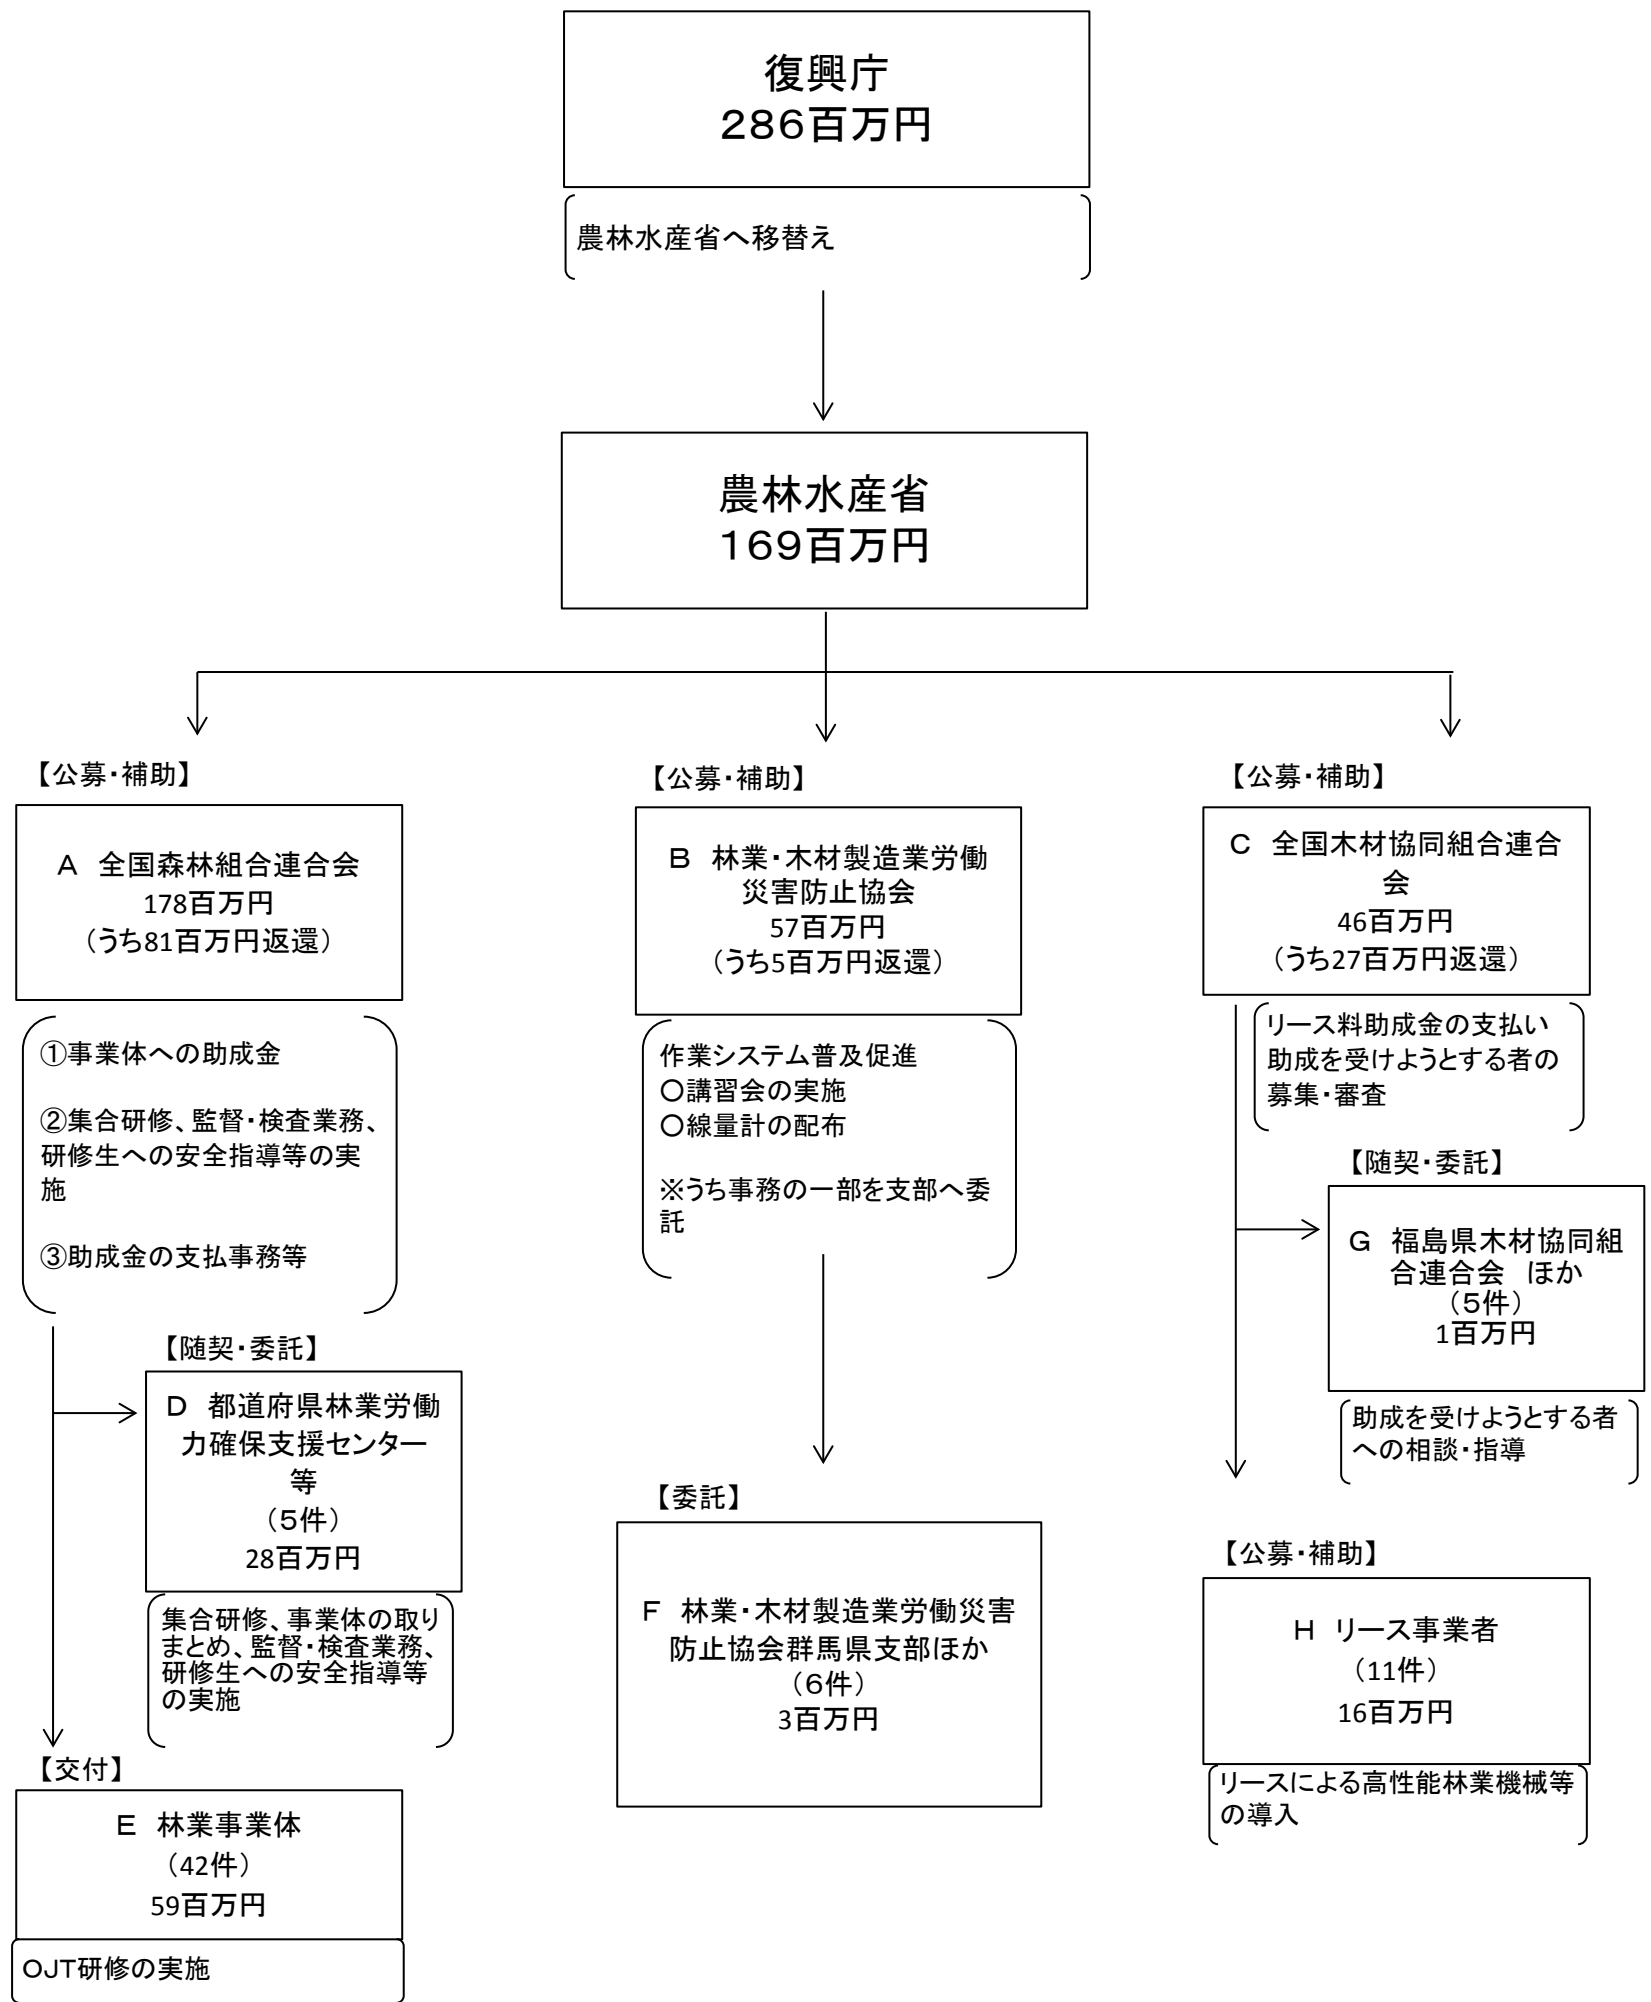 復興庁
２８６百万円
農林水産省へ移替え
農林水産省
１６９百万円
【公募・補助】
Ａ　全国森林組合連合会
178百万円
（うち81百万円返還）
①事業体への助成金
②集合研修、監督・検査業務、
研修生への安全指導等の実
施
③助成金の支払事務等
【随契・委託】
Ｄ　都道府県林業労働
力確保支援センター
等
（５件）
28百万円
集合研修、事業体の取り
まとめ、監督・検査業務、
研修生への安全指導等
の実施
【交付】
Ｅ　林業事業体
（42件）
59百万円
ＯＪＴ研修の実施
【公募・補助】
Ｂ　林業・木材製造業労働
災害防止協会
57百万円
（うち5百万円返還）
作業システム普及促進
○講習会の実施
○線量計の配布
※うち事務の一部を支部へ委
託
【委託】
Ｆ　林業・木材製造業労働災害
防止協会群馬県支部ほか
（６件）
3百万円
【公募・補助】
Ｃ　全国木材協同組合連合
会
46百万円
（うち27百万円返還）
リース料助成金の支払い
助成を受けようとする者の
募集・審査
【随契・委託】
Ｇ　福島県木材協同組
合連合会　ほか
（５件）
1百万円
助成を受けようとする者
への相談・指導
【公募・補助】
Ｈ　リース事業者
（11件）
16百万円
リースによる高性能林業機械等
の導入